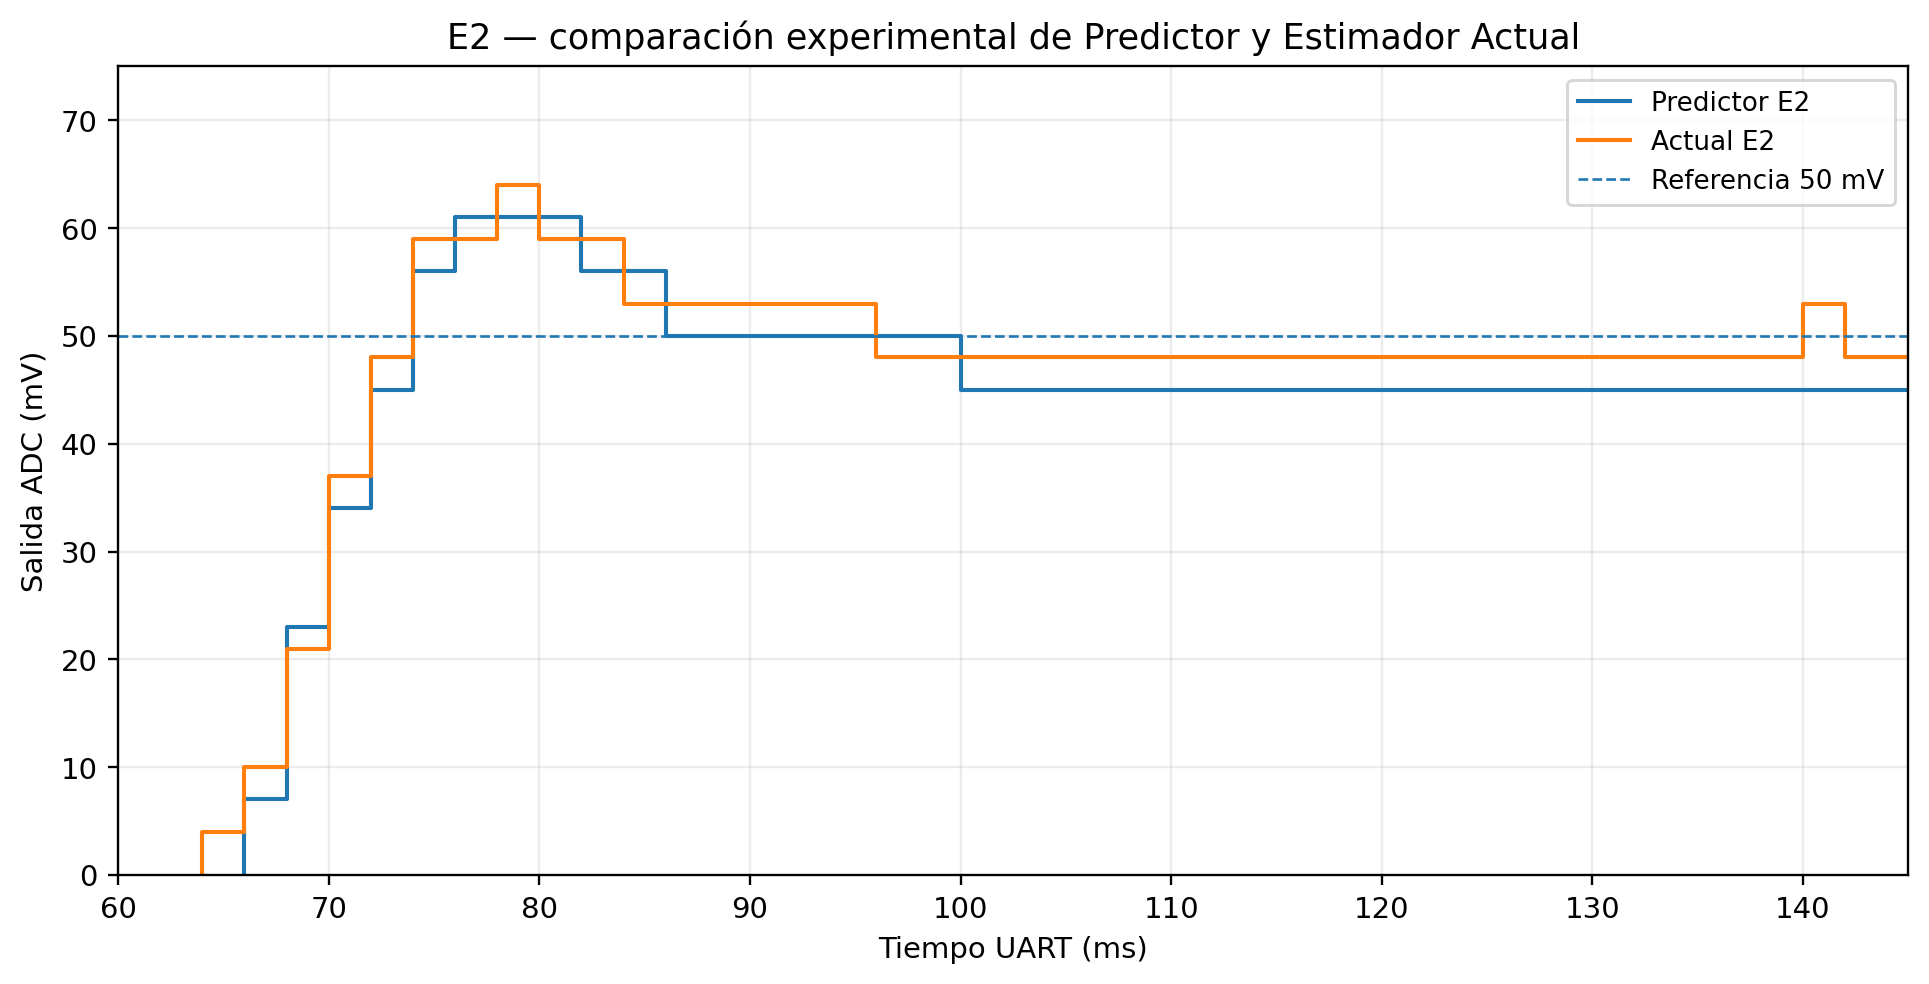 E2 — comparación experimental de Predictor y Estimador Actual
Predictor E2
Actual E2
Referencia 50 mV
Salida ADC (mV)
70
60
50
40
30
20
10
0
60 70 80 90 100 110 120 130 140
Tiempo UART (ms)